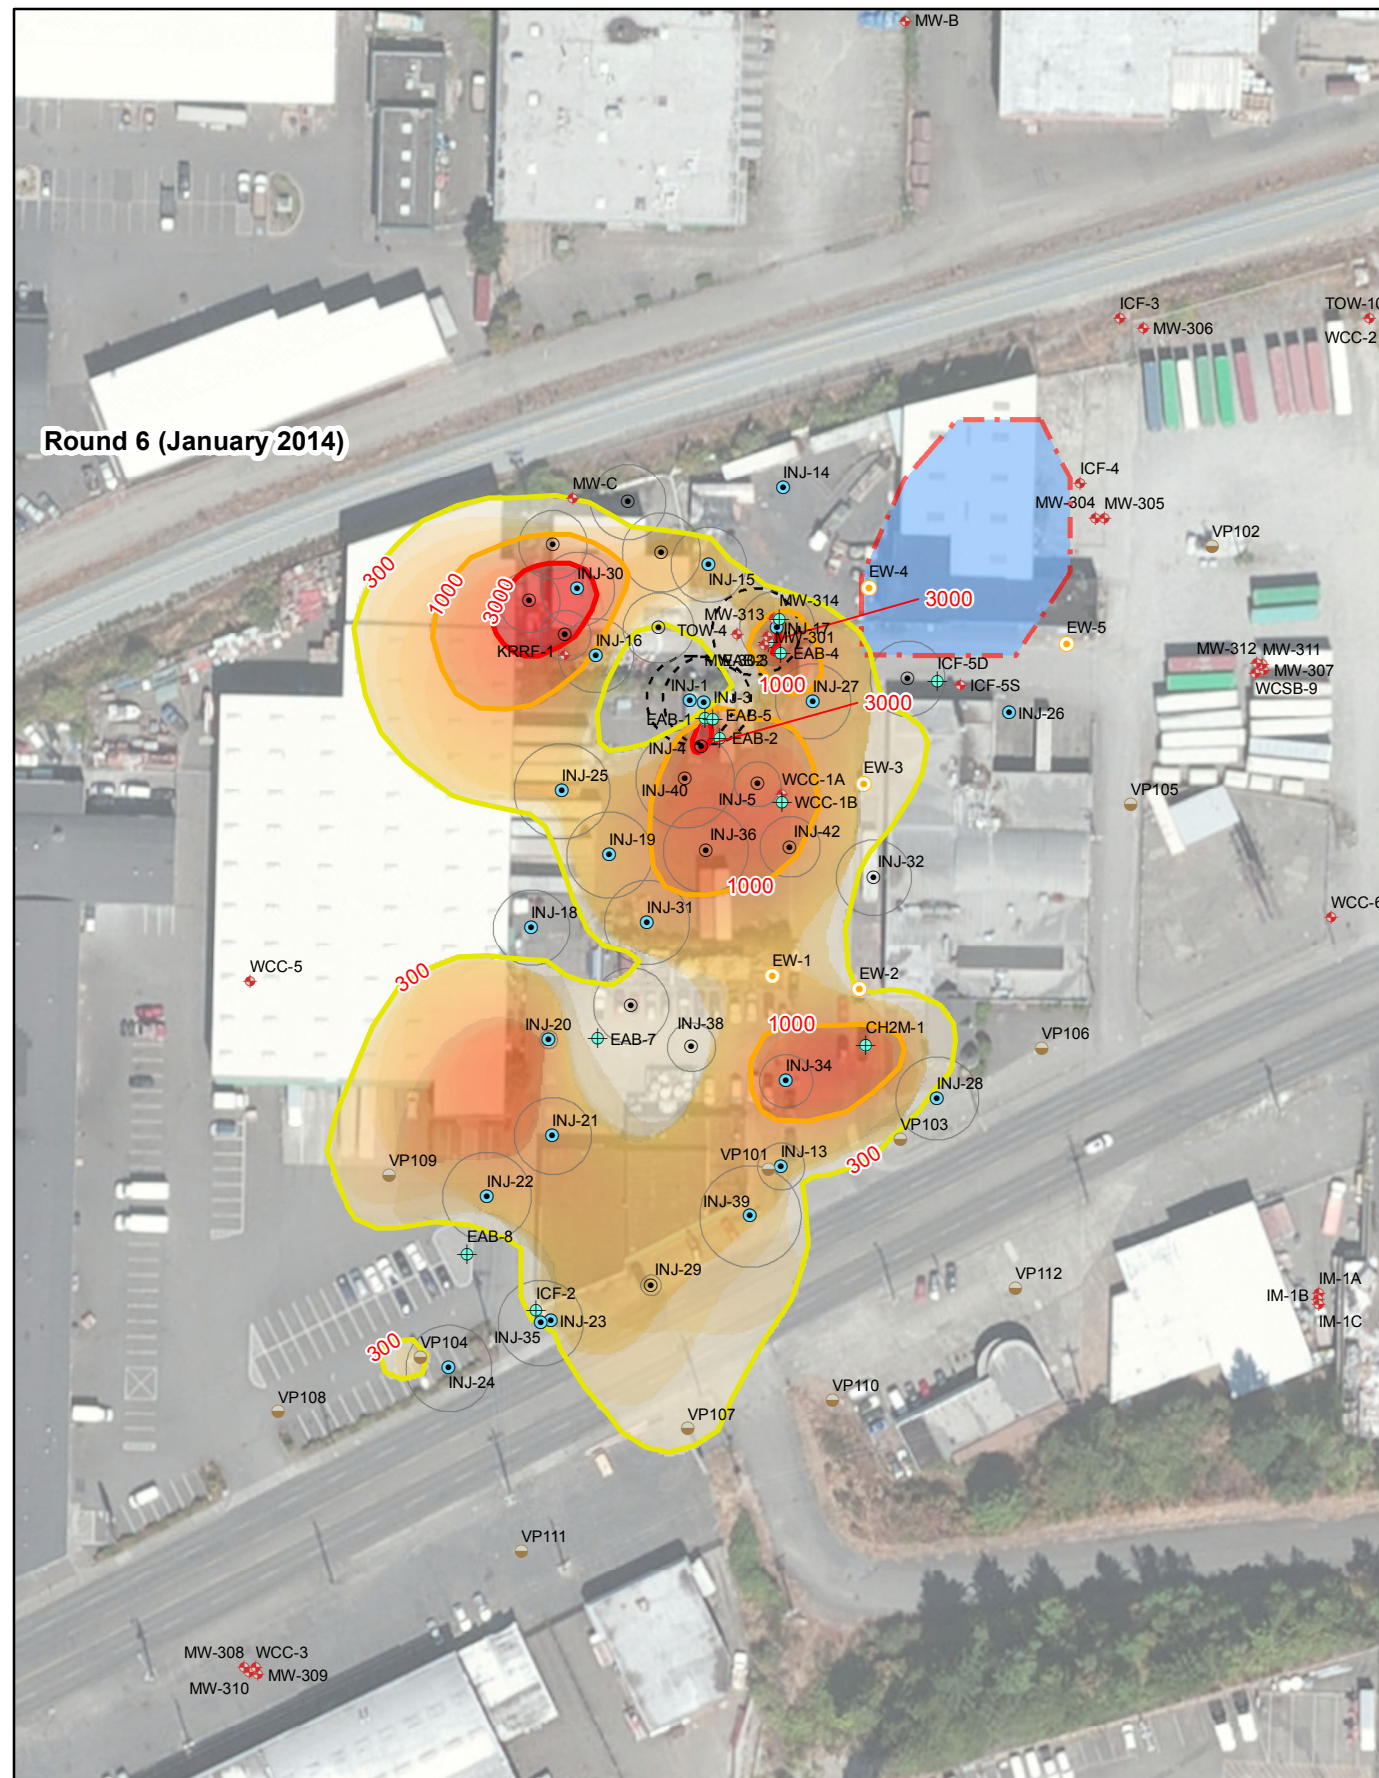 MW-B
ICF-3
TOW-10
MW-306
WCC-2
Round 6 (January 2014)
INJ-14
ICF-4
MW-C
MW-304
MW-305
VP102
300
INJ-15
EW-4
INJ-30
1000
3000
3000
MW-314
MW-313
INJ-17
TOW-4
MW-301
EW-5
INJ-16
KRRF-1
EAB-4
MW-312
MW-311
MW-307
ICF-5D
ICF-5S
WCSB-9
1000
INJ-1
INJ-3
INJ-27
3000
INJ-26
EAB-1
EAB-5
EAB-2
INJ-4
INJ-25
INJ-40
INJ-5
WCC-1A
WCC-1B
EW-3
VP105
INJ-36
INJ-42
INJ-19
INJ-32
1000
INJ-31
INJ-18
WCC-6
WCC-5
300
EW-1
EW-2
1000
CH2M-1
INJ-20
EAB-7
INJ-38
VP106
INJ-34
INJ-28
INJ-21
VP103
VP109
VP101
INJ-13
300
INJ-22
INJ-39
EAB-8
INJ-29
VP112
IM-1A
IM-1B
IM-1C
ICF-2
INJ-23
INJ-35
300
VP104
INJ-24
VP108
VP110
VP107
VP111
MW-308
WCC-3
MW-309
MW-310